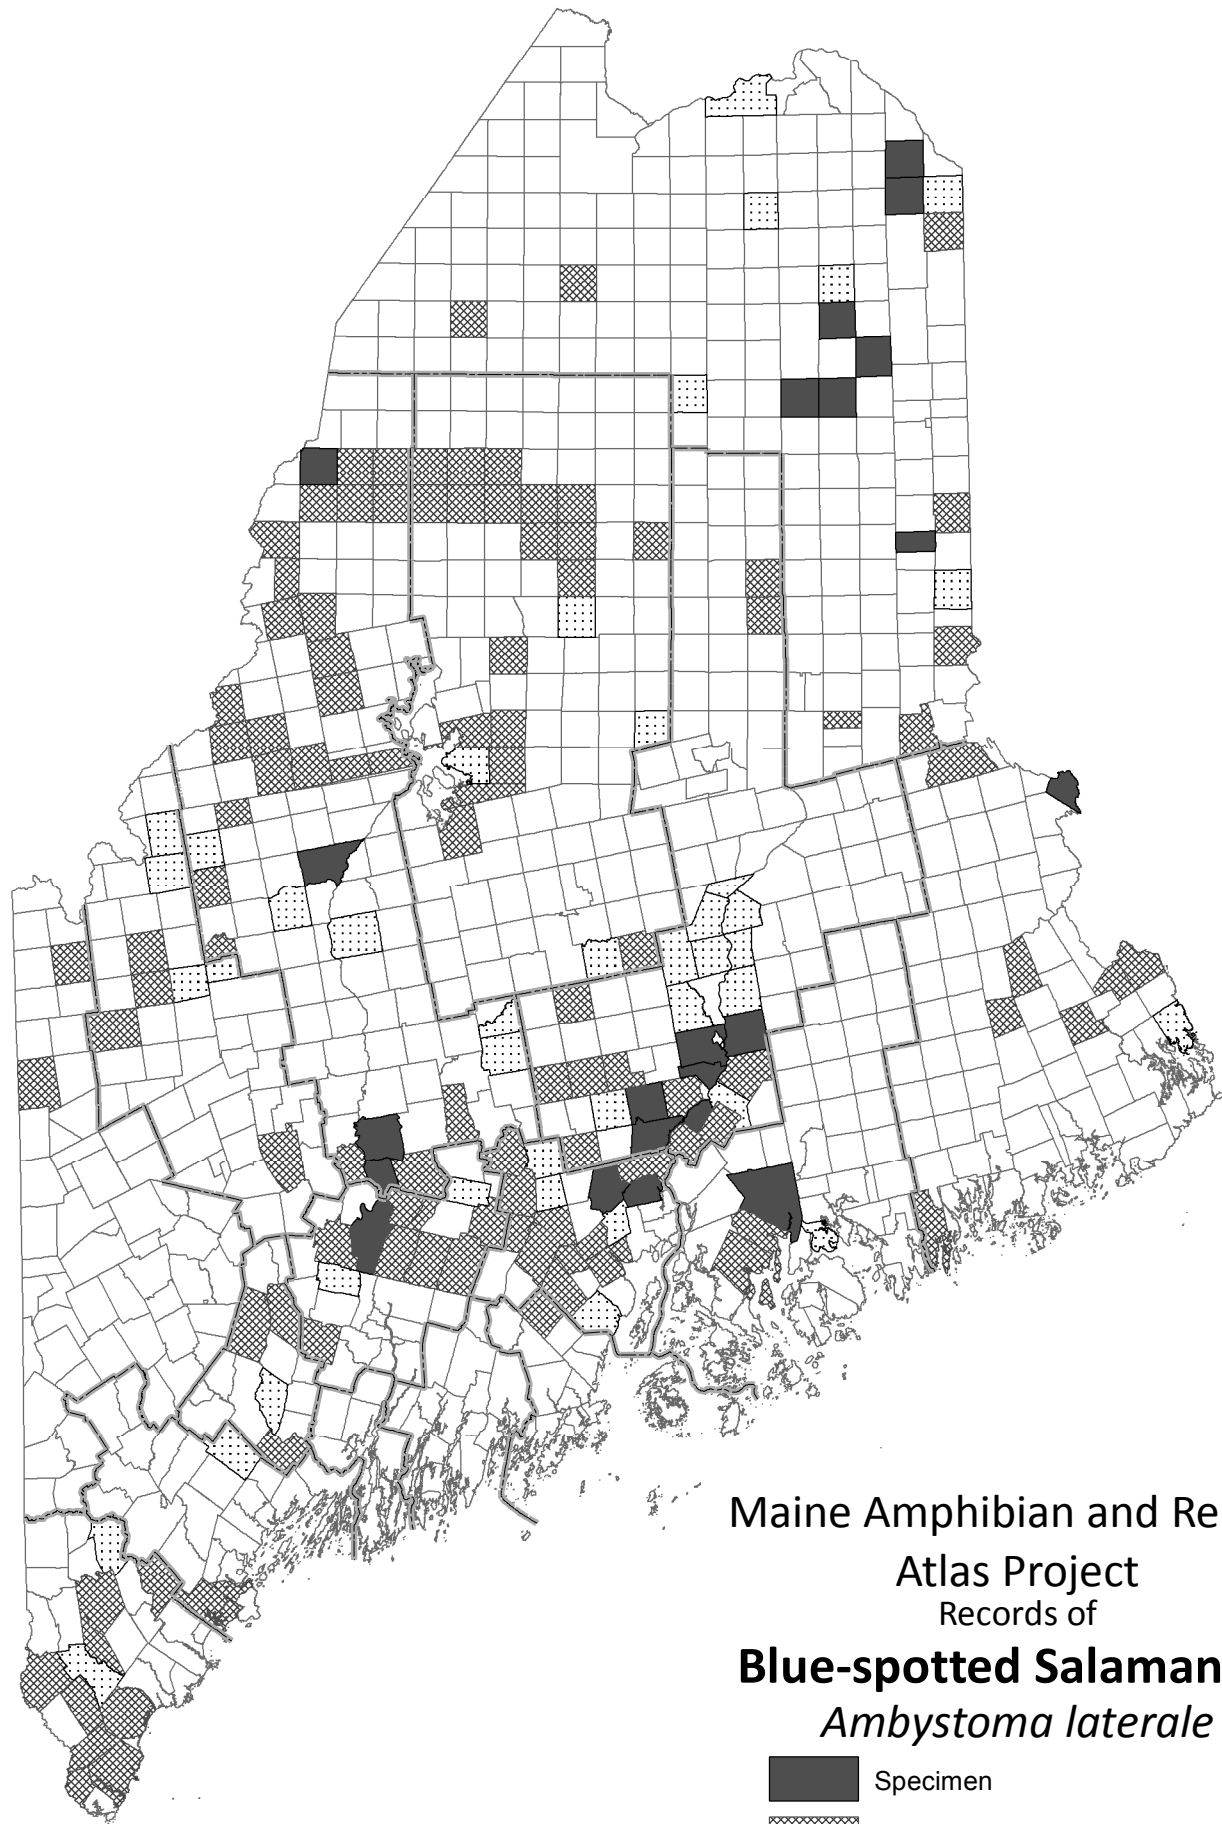 Maine Amphibian and Re
Atlas Project
Records of
Blue-spotted Salaman
Ambystoma laterale
Specimen